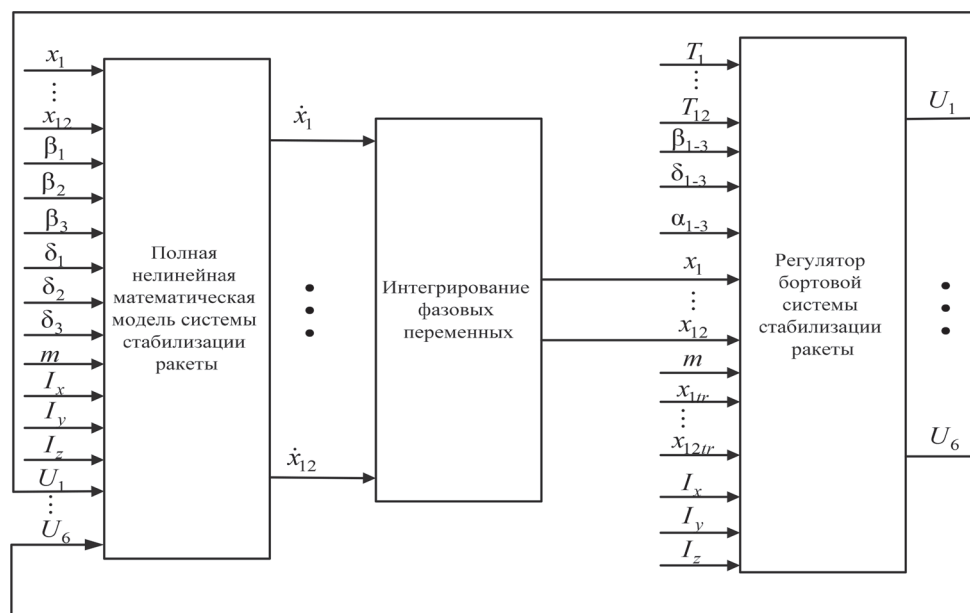 x₁
⋮
x₁₂
β₁
β₂
β₃
δ₁
δ₂
δ₃
m
Iₓ
I_y
I_z
U₁
⋮
U₆
Полная
нелинейная
математическая
модель системы
стабилизации
ракеты
ẋ₁
ẋ₁₂
Интегрирование
фазовых
переменных
T₁
⋮
T₁₂
β₁₋₃
δ₁₋₃
α₁₋₃
x₁
⋮
x₁₂
m
x₁tr
⋮
x₁₂tr
Iₓ
I_y
I_z
Регулятор
бортовой
системы
стабилизации
ракеты
U₁
U₆